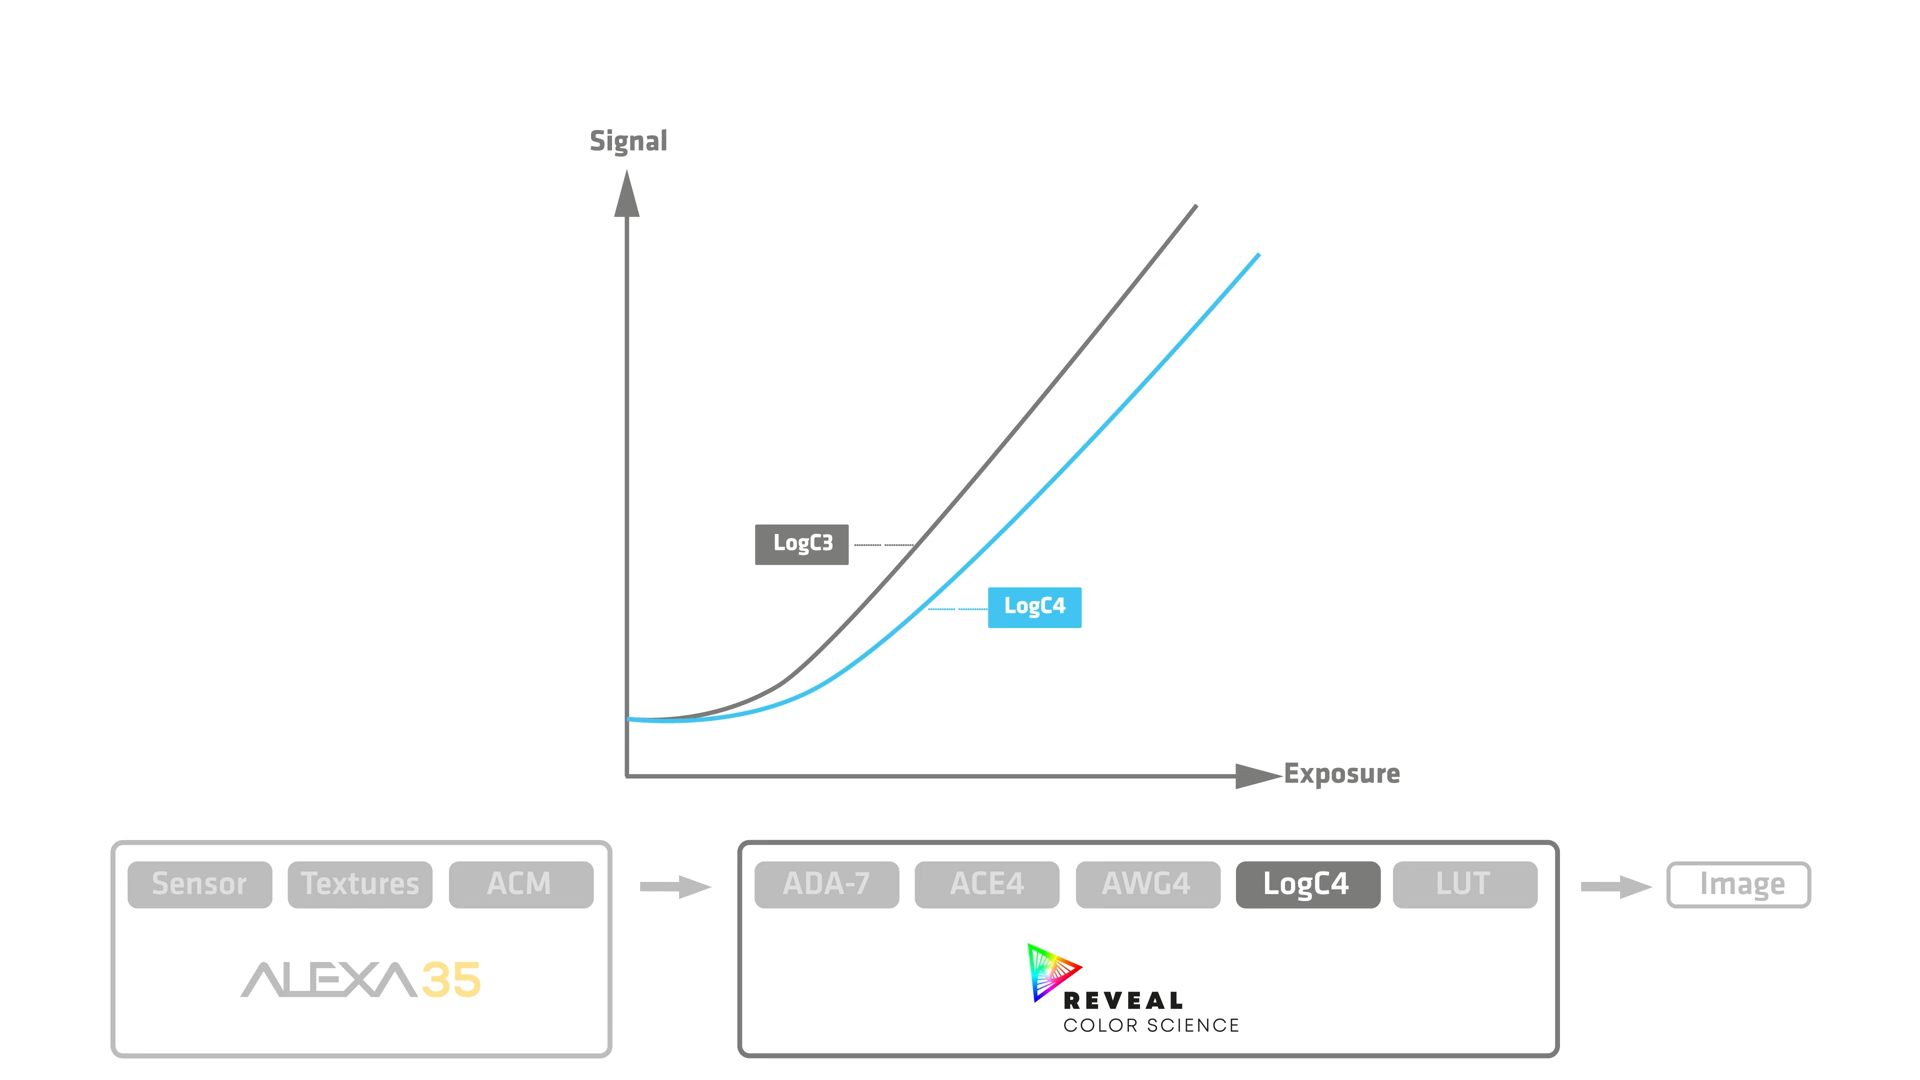 Signal
LogC3
LogC4
Exposure
Sensor
Textures
ACM
ADA-7
ACE4
AWG4
LogC4
LUT
Image
ALEXA 35
REVEAL
COLOR SCIENCE